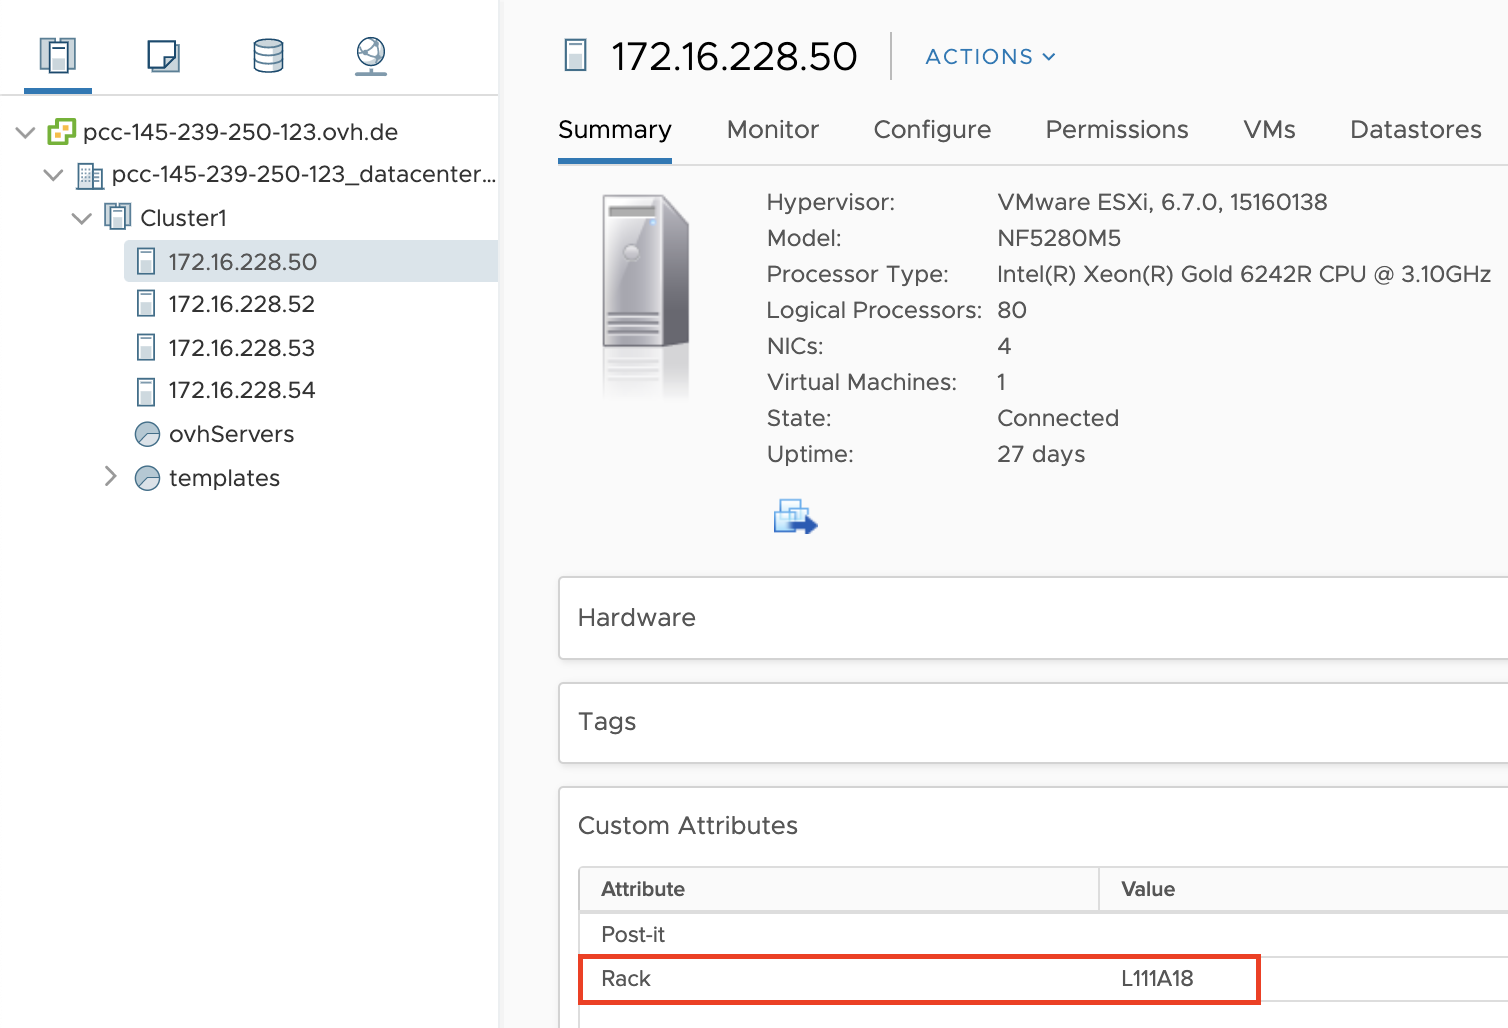 172.16.228.50 ACTIONS
pcc-145-239-250-123.ovh.de
pcc-145-239-250-123_datacenter...
Cluster1
172.16.228.50
172.16.228.52
172.16.228.53
172.16.228.54
ovhServers
templates
Summary Monitor Configure Permissions VMs Datastores
Hypervisor: VMware ESXi, 6.7.0, 15160138
Model: NF5280M5
Processor Type: Intel(R) Xeon(R) Gold 6242R CPU @ 3.10GHz
Logical Processors: 80
NICs: 4
Virtual Machines: 1
State: Connected
Uptime: 27 days
Hardware
Tags
Custom Attributes
Attribute Value
Post-it
Rack L111A18